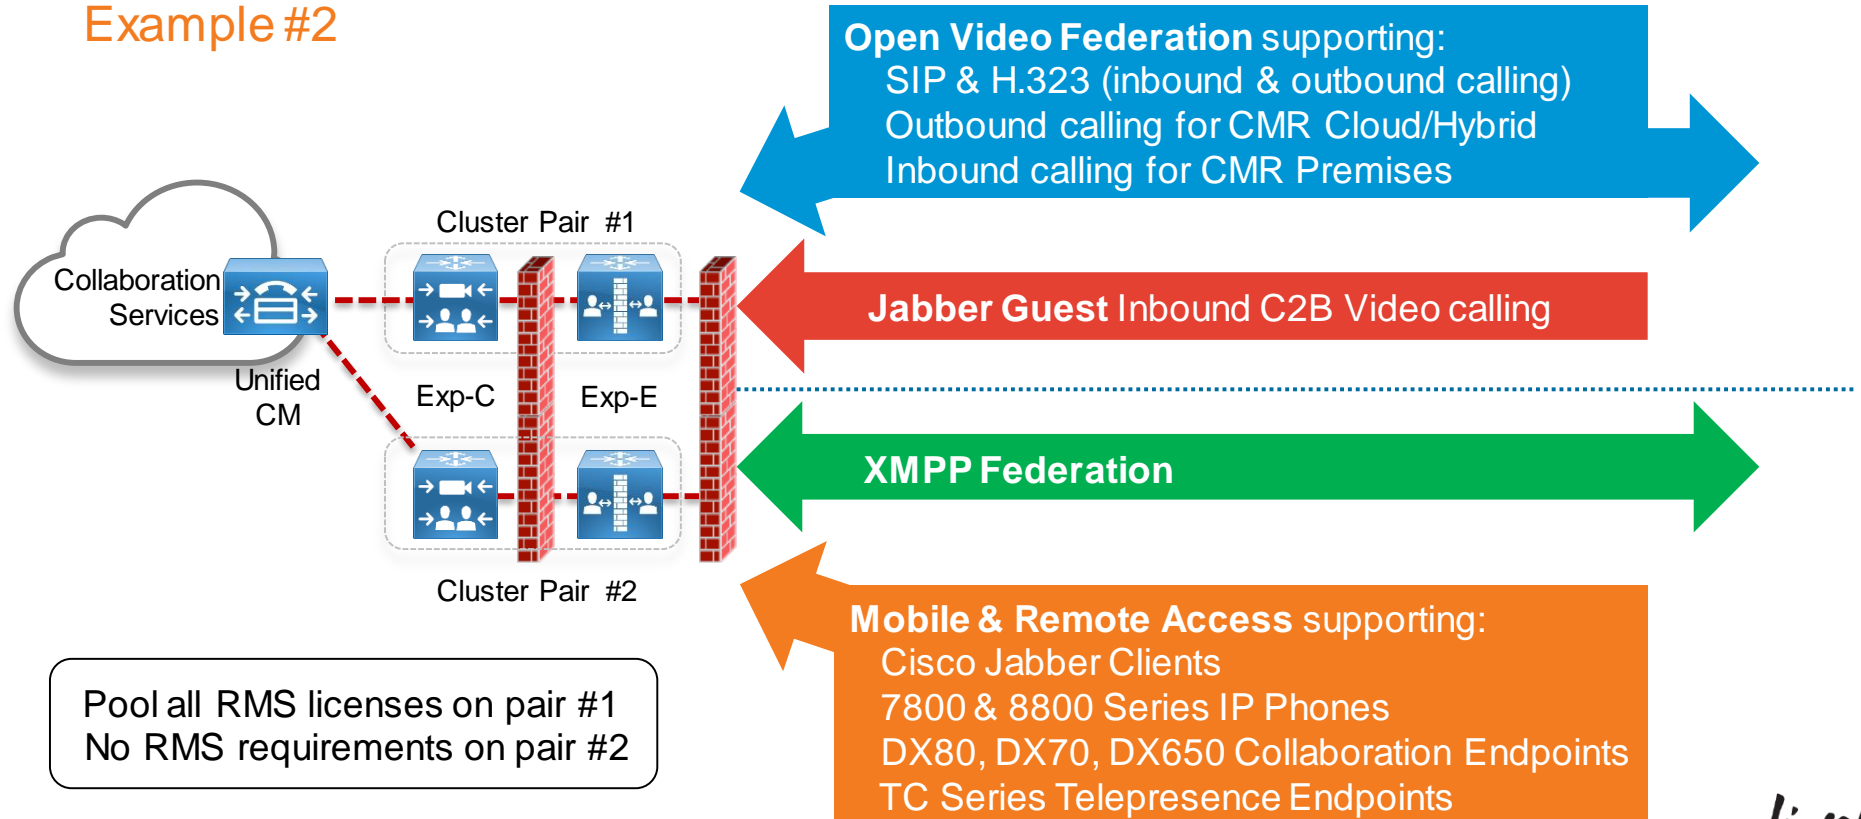 Example #2
Open Video Federation supporting:
SIP & H.323 (inbound & outbound calling)
Outbound calling for CMR Cloud/Hybrid
Inbound calling for CMR Premises
Cluster Pair #1
Collaboration
Services
Jabber Guest Inbound C2B Video calling
Unified
CM
Exp-C
Exp-E
XMPP Federation
Cluster Pair #2
Mobile & Remote Access supporting:
Cisco Jabber Clients
7800 & 8800 Series IP Phones
DX80, DX70, DX650 Collaboration Endpoints
TC Series Telepresence Endpoints
Pool all RMS licenses on pair #1
No RMS requirements on pair #2